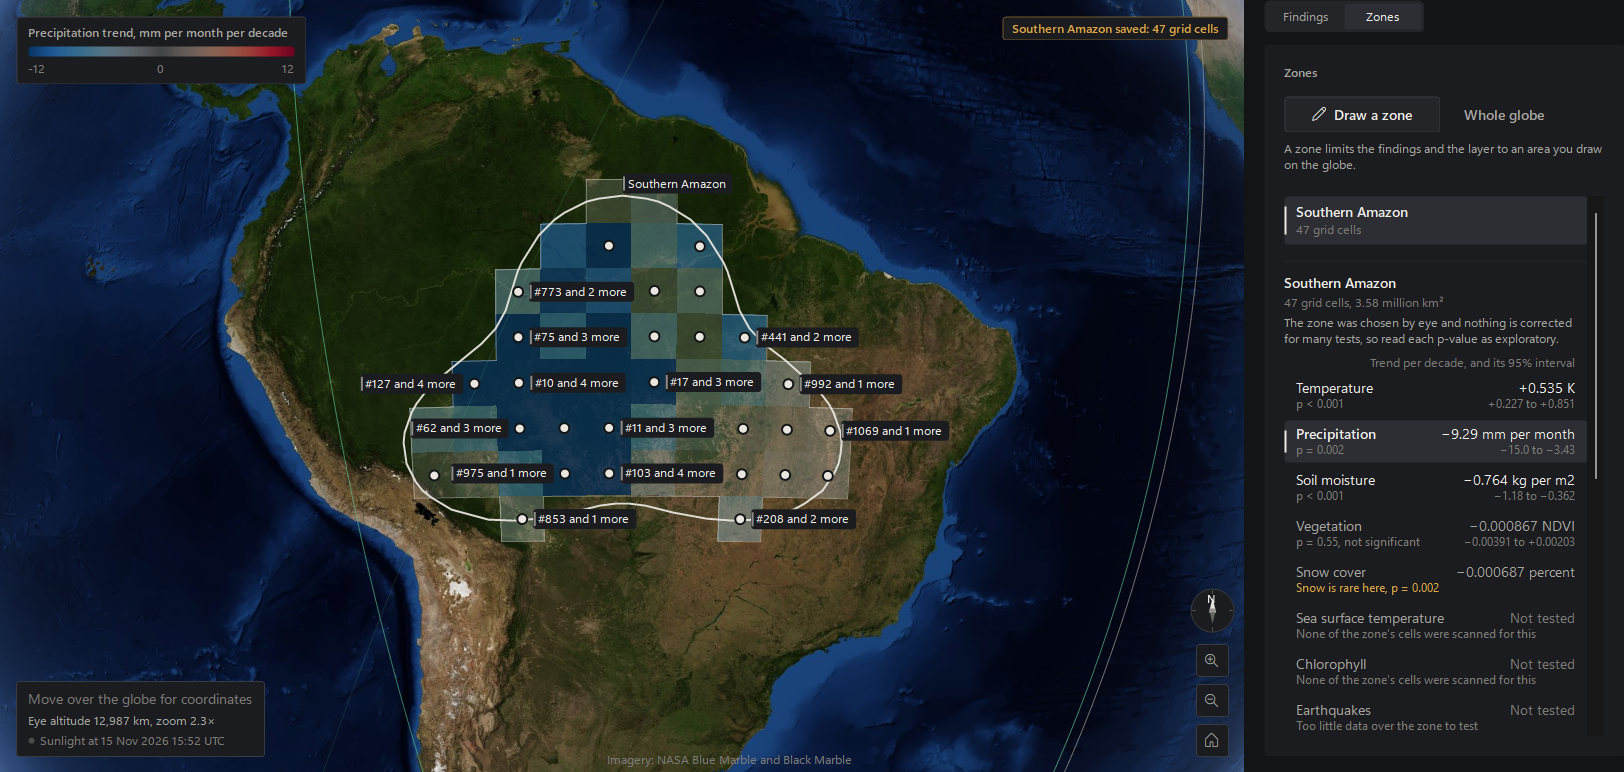 Precipitation trend, mm per month per decade
-12 0 12
Southern Amazon saved: 47 grid cells
Southern Amazon
#773 and 2 more
#75 and 3 more
#441 and 2 more
#127 and 4 more
#10 and 4 more
#17 and 3 more
#992 and 1 more
#62 and 3 more
#11 and 3 more
#1069 and 1 more
#975 and 1 more
#103 and 4 more
#853 and 1 more
#208 and 2 more
N
Move over the globe for coordinates
Eye altitude 12,987 km, zoom 2.3×
Sunlight at 15 Nov 2026 15:52 UTC
Imagery: NASA Blue Marble and Black Marble
Findings Zones
Zones
Draw a zone Whole globe
A zone limits the findings and the layer to an area you draw
on the globe.
Southern Amazon
47 grid cells
Southern Amazon
47 grid cells, 3.58 million km²
The zone was chosen by eye and nothing is corrected
for many tests, so read each p-value as exploratory.
Trend per decade, and its 95% interval
Temperature +0.535 K
p < 0.001 +0.227 to +0.851
Precipitation −9.29 mm per month
p = 0.002 −15.0 to −3.43
Soil moisture −0.764 kg per m2
p < 0.001 −1.18 to −0.362
Vegetation −0.000867 NDVI
p = 0.55, not significant −0.00391 to +0.00203
Snow cover −0.000687 percent
Snow is rare here, p = 0.002
Sea surface temperature Not tested
None of the zone's cells were scanned for this
Chlorophyll Not tested
None of the zone's cells were scanned for this
Earthquakes Not tested
Too little data over the zone to test